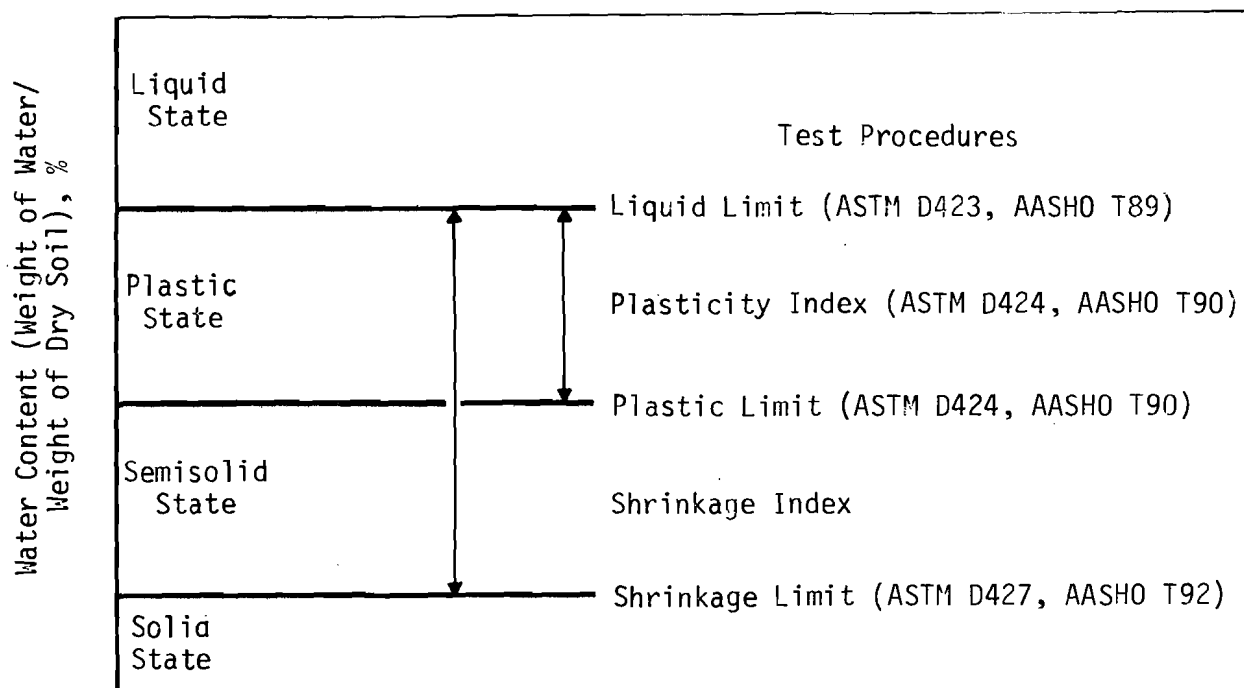 Water Content (Weight of Water/
Weight of Dry Soil), %
Liquid
State
Test Procedures
Liquid Limit (ASTM D423, AASHO T89)
Plastic
State
Plasticity Index (ASTM D424, AASHO T90)
Plastic Limit (ASTM D424, AASHO T90)
Semisolid
State
Shrinkage Index
Shrinkage Limit (ASTM D427, AASHO T92)
Solid
State